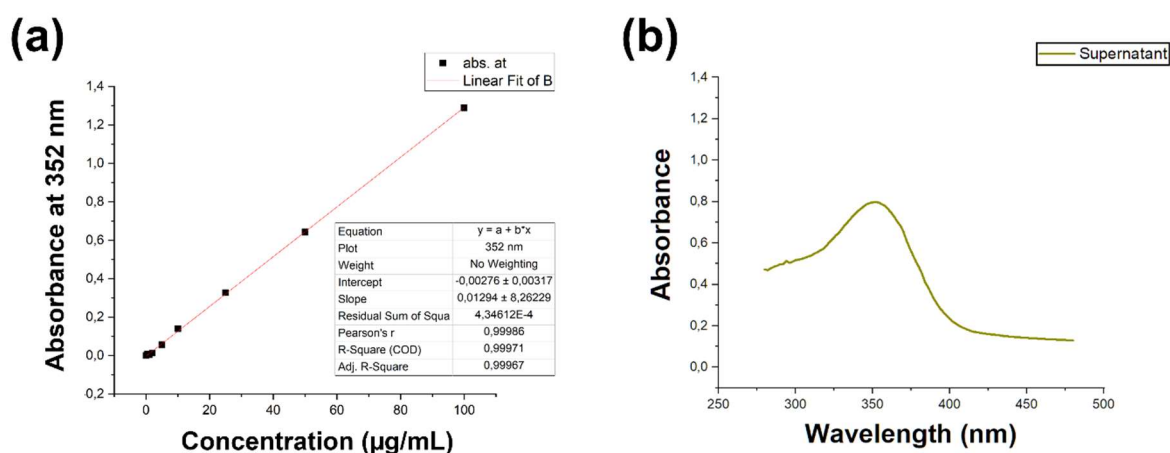 (a)
abs. at
Linear Fit of B
1,4
1,2
1,0
0,8
0,6
0,4
0,2
0,0
0,2
Absorbance at 352 nm
Equation y = a + b*x
Plot 352 nm
Weight No Weighting
Intercept -0,00276 ± 0,00317
Slope 0,01294 ± 8,26229
Residual Sum of Squa 4,34612E-4
Pearson's r 0,99986
R-Square (COD) 0,99971
Adj. R-Square 0,99967
0 20 40 60 80 100
Concentration (µg/mL)
(b)
Supernatant
1,4
1,2
1,0
0,8
0,6
0,4
0,2
0,0
Absorbance
250 300 350 400 450 500
Wavelength (nm)